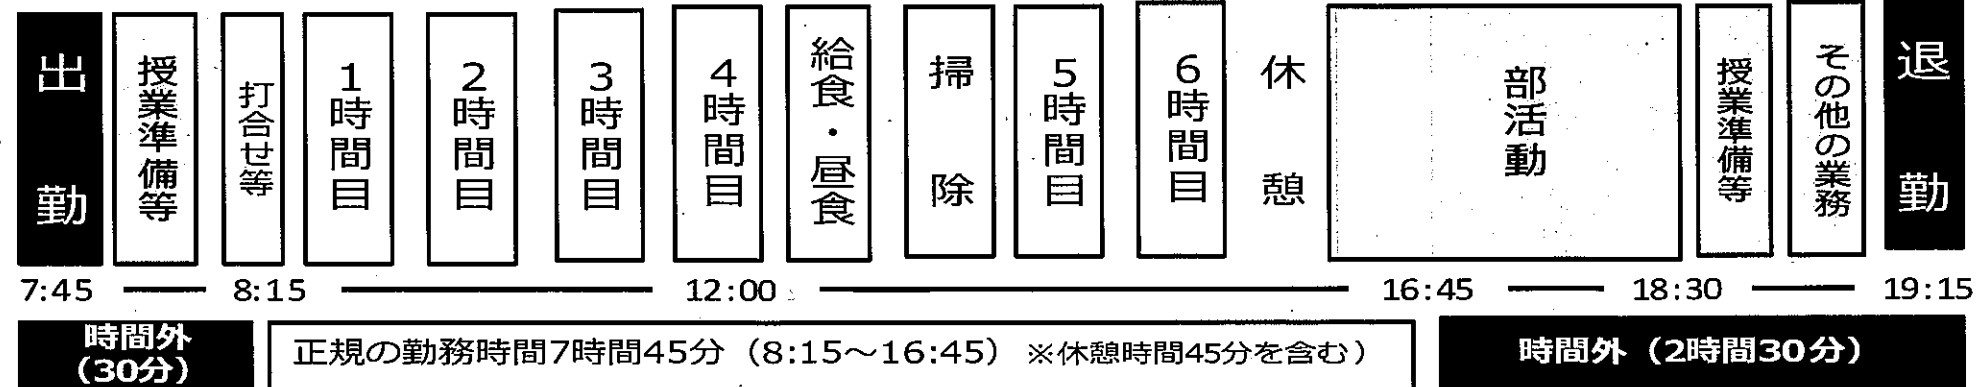 出勤
授業準備等
打合せ等
1時間目
2時間目
3時間目
4時間目
給食・昼食
掃除
5時間目
6時間目
休憩
部活動
授業準備等
その他の業務
退勤
7:45 8:15 12:00 16:45 18:30 19:15
時間外
（30分）
正規の勤務時間7時間45分（8:15～16:45）※休憩時間45分を含む）
時間外（2時間30分）